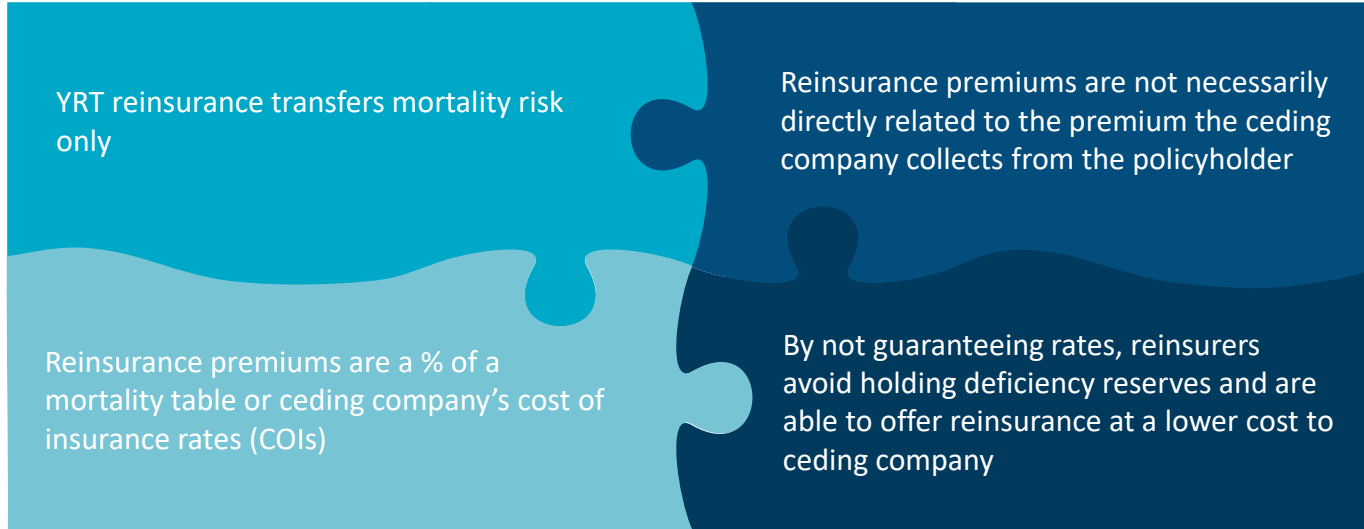 YRT reinsurance transfers mortality risk
only
Reinsurance premiums are not necessarily
directly related to the premium the ceding
company collects from the policyholder
Reinsurance premiums are a % of a
mortality table or ceding company’s cost of
insurance rates (COIs)
By not guaranteeing rates, reinsurers
avoid holding deficiency reserves and are
able to offer reinsurance at a lower cost to
ceding company